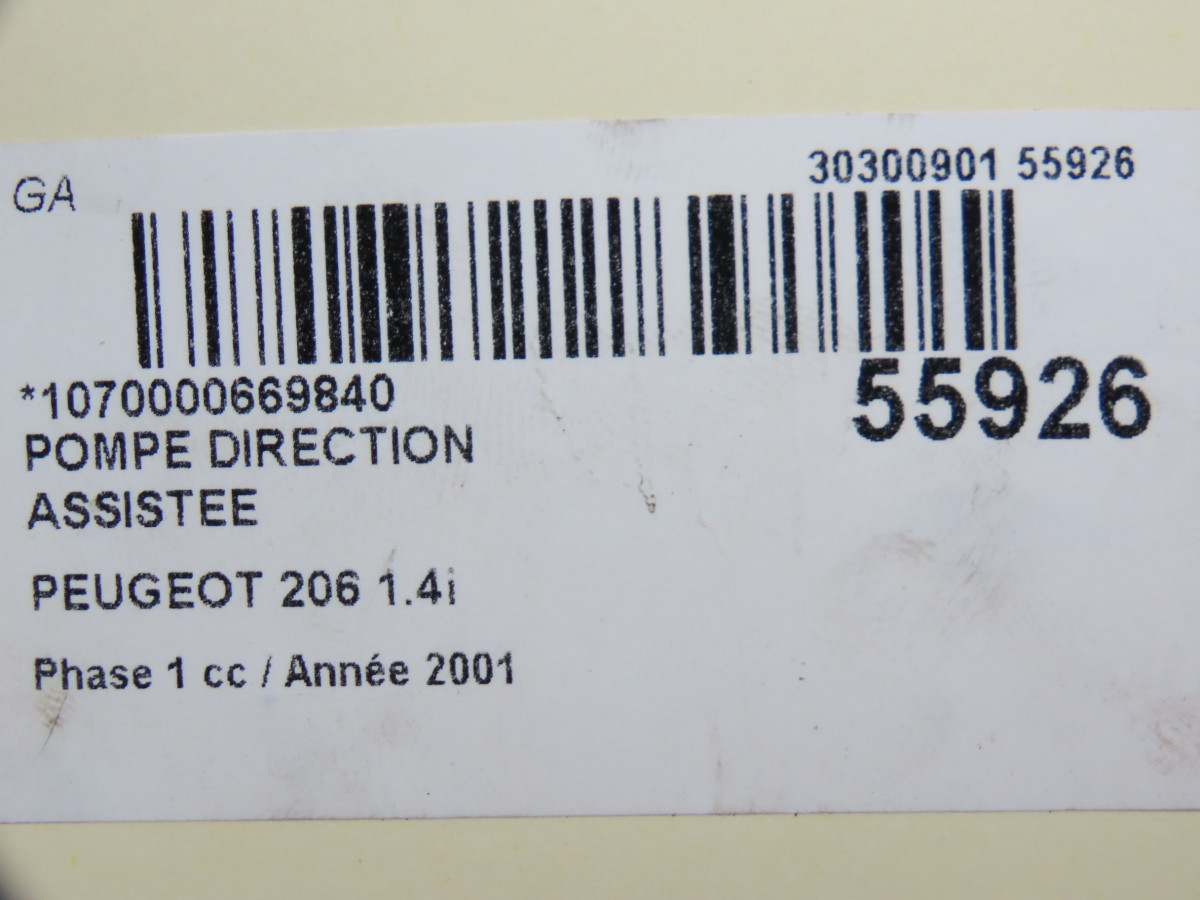 GA
30300901 55926
*1070000669840
55926
POMPE DIRECTION
ASSISTEE
PEUGEOT 206 1.4i
Phase 1 cc / Année 2001